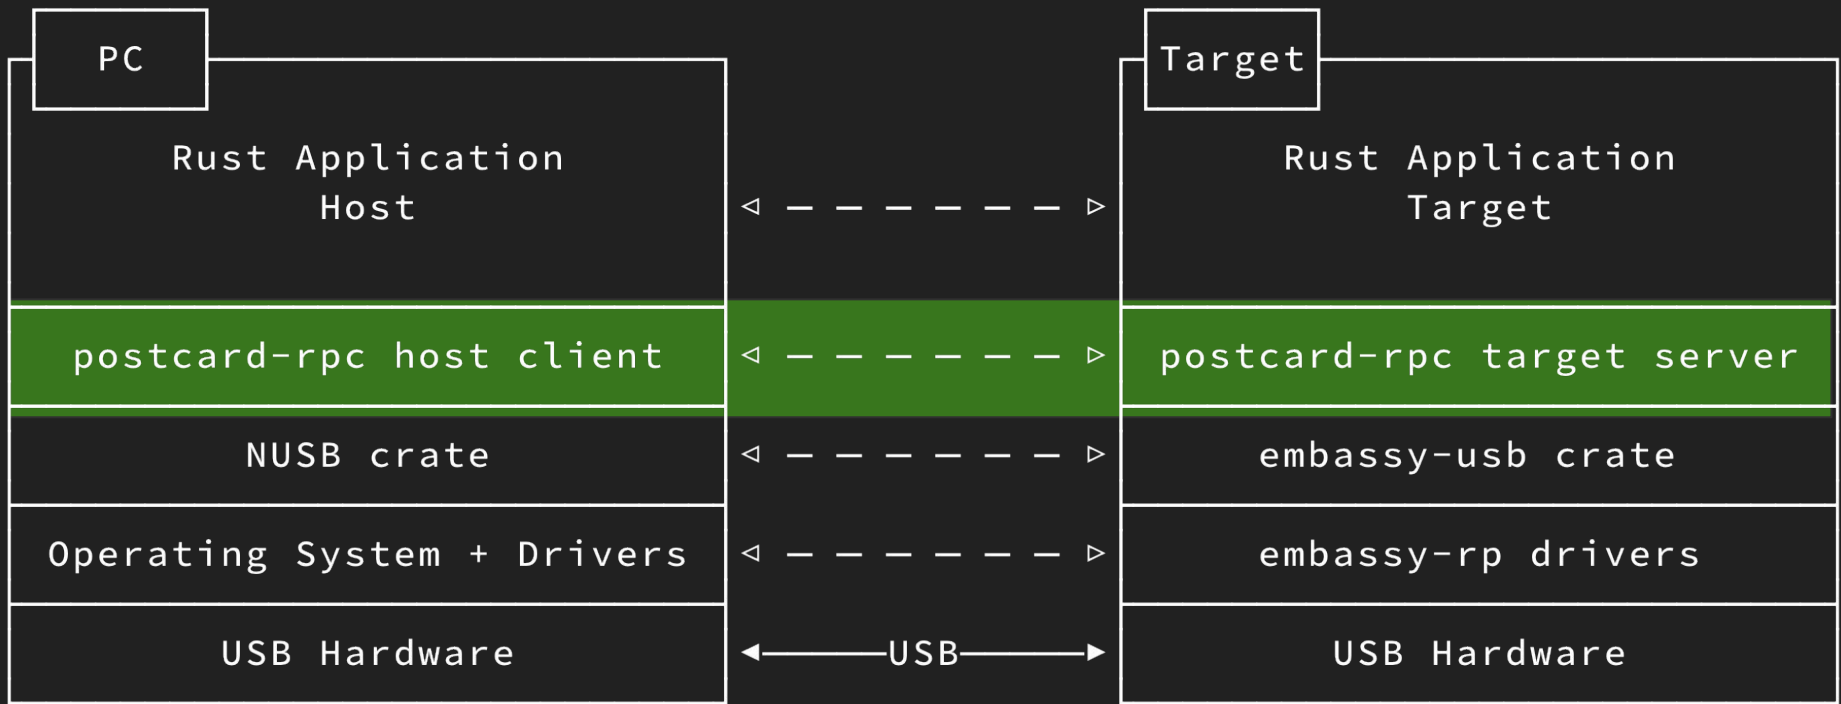 PC
Target
Rust Application
Host
Rust Application
Target
postcard-rpc host client
postcard-rpc target server
NUSB crate
embassy-usb crate
Operating System + Drivers
embassy-rp drivers
USB Hardware
USB
USB Hardware